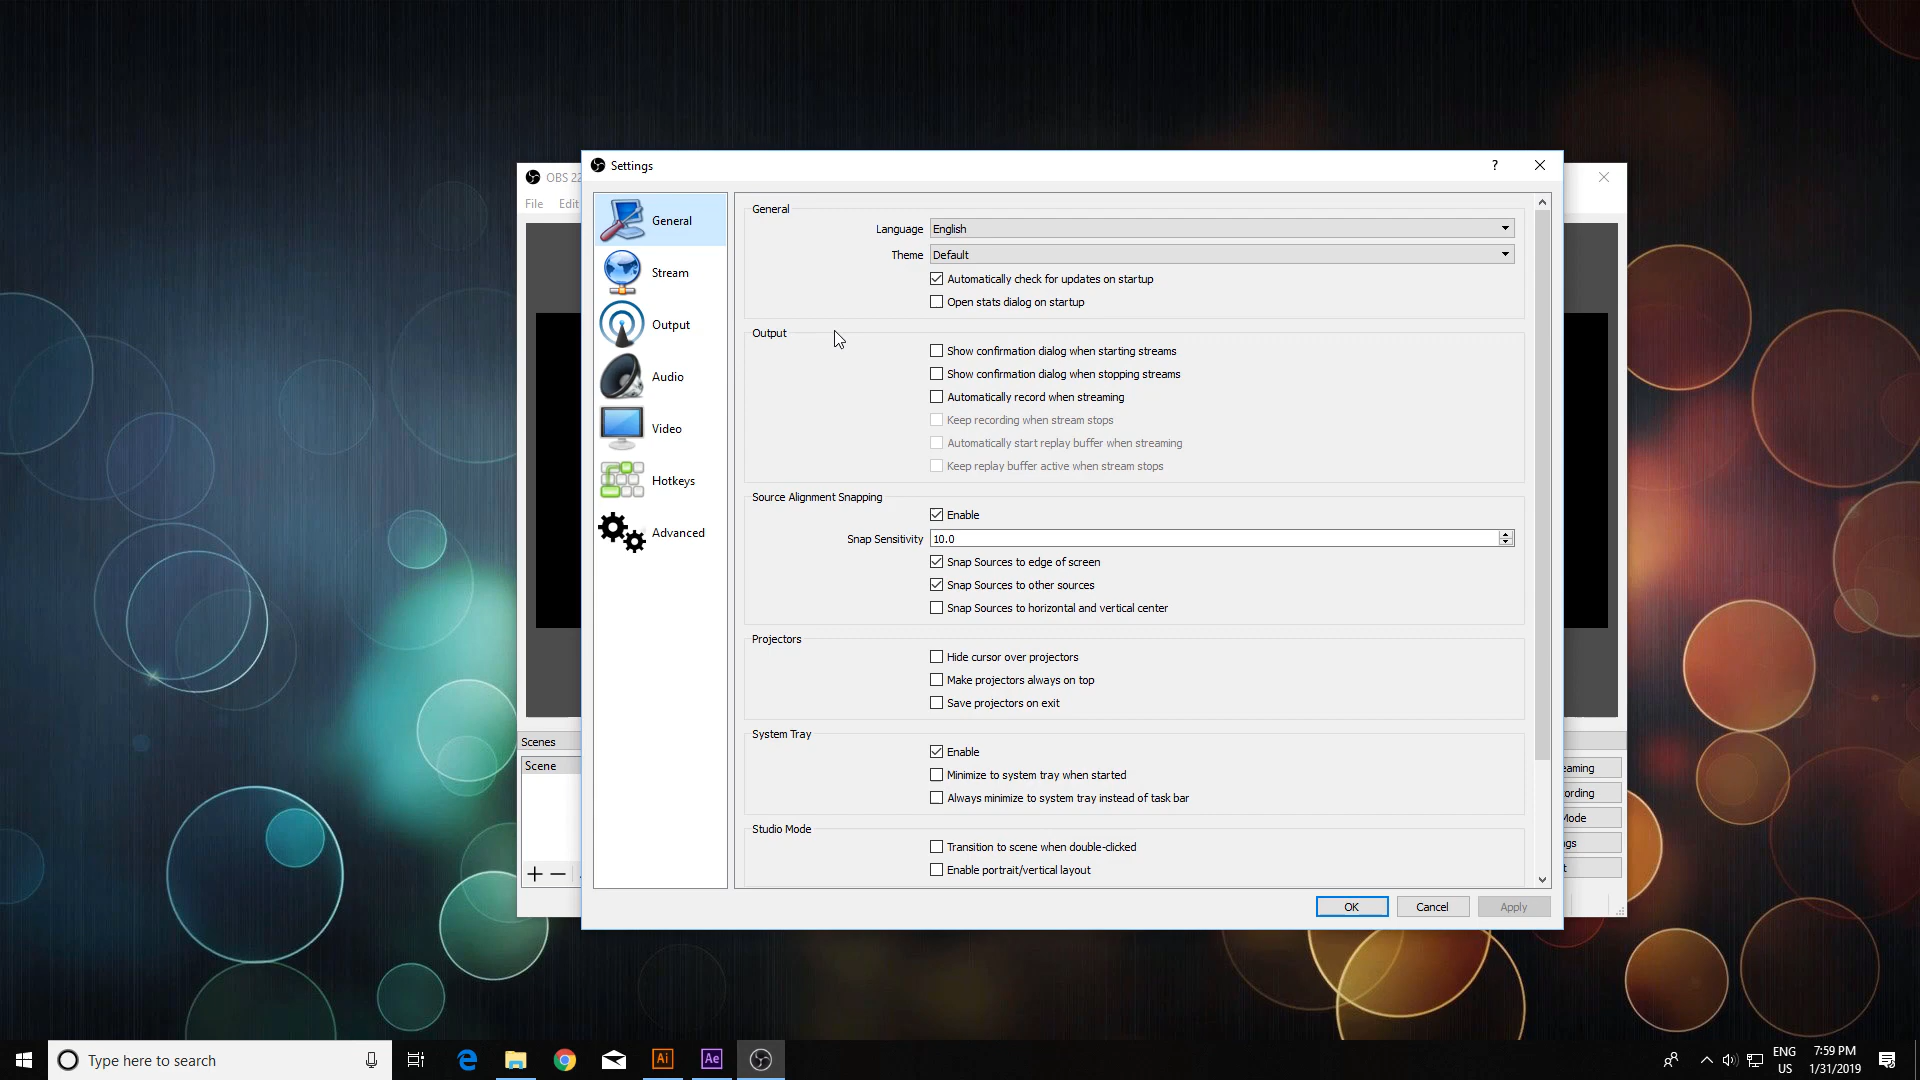 Settings
?
OBS 22
File Edit
General
Stream
Output
Audio
Video
Hotkeys
Advanced
General
Language English
Theme Default
Automatically check for updates on startup
Open stats dialog on startup
Output
Show confirmation dialog when starting streams
Show confirmation dialog when stopping streams
Automatically record when streaming
Keep recording when stream stops
Automatically start replay buffer when streaming
Keep replay buffer active when stream stops
Source Alignment Snapping
Enable
Snap Sensitivity 10.0
Snap Sources to edge of screen
Snap Sources to other sources
Snap Sources to horizontal and vertical center
Projectors
Hide cursor over projectors
Make projectors always on top
Save projectors on exit
System Tray
Enable
Minimize to system tray when started
Always minimize to system tray instead of task bar
Studio Mode
Transition to scene when double-clicked
Enable portrait/vertical layout
OK Cancel Apply
Scenes
Scene
eaming
ording
Mode
gs
t
Type here to search
Ai
Ae
ENG
US
7:59 PM
1/31/2019